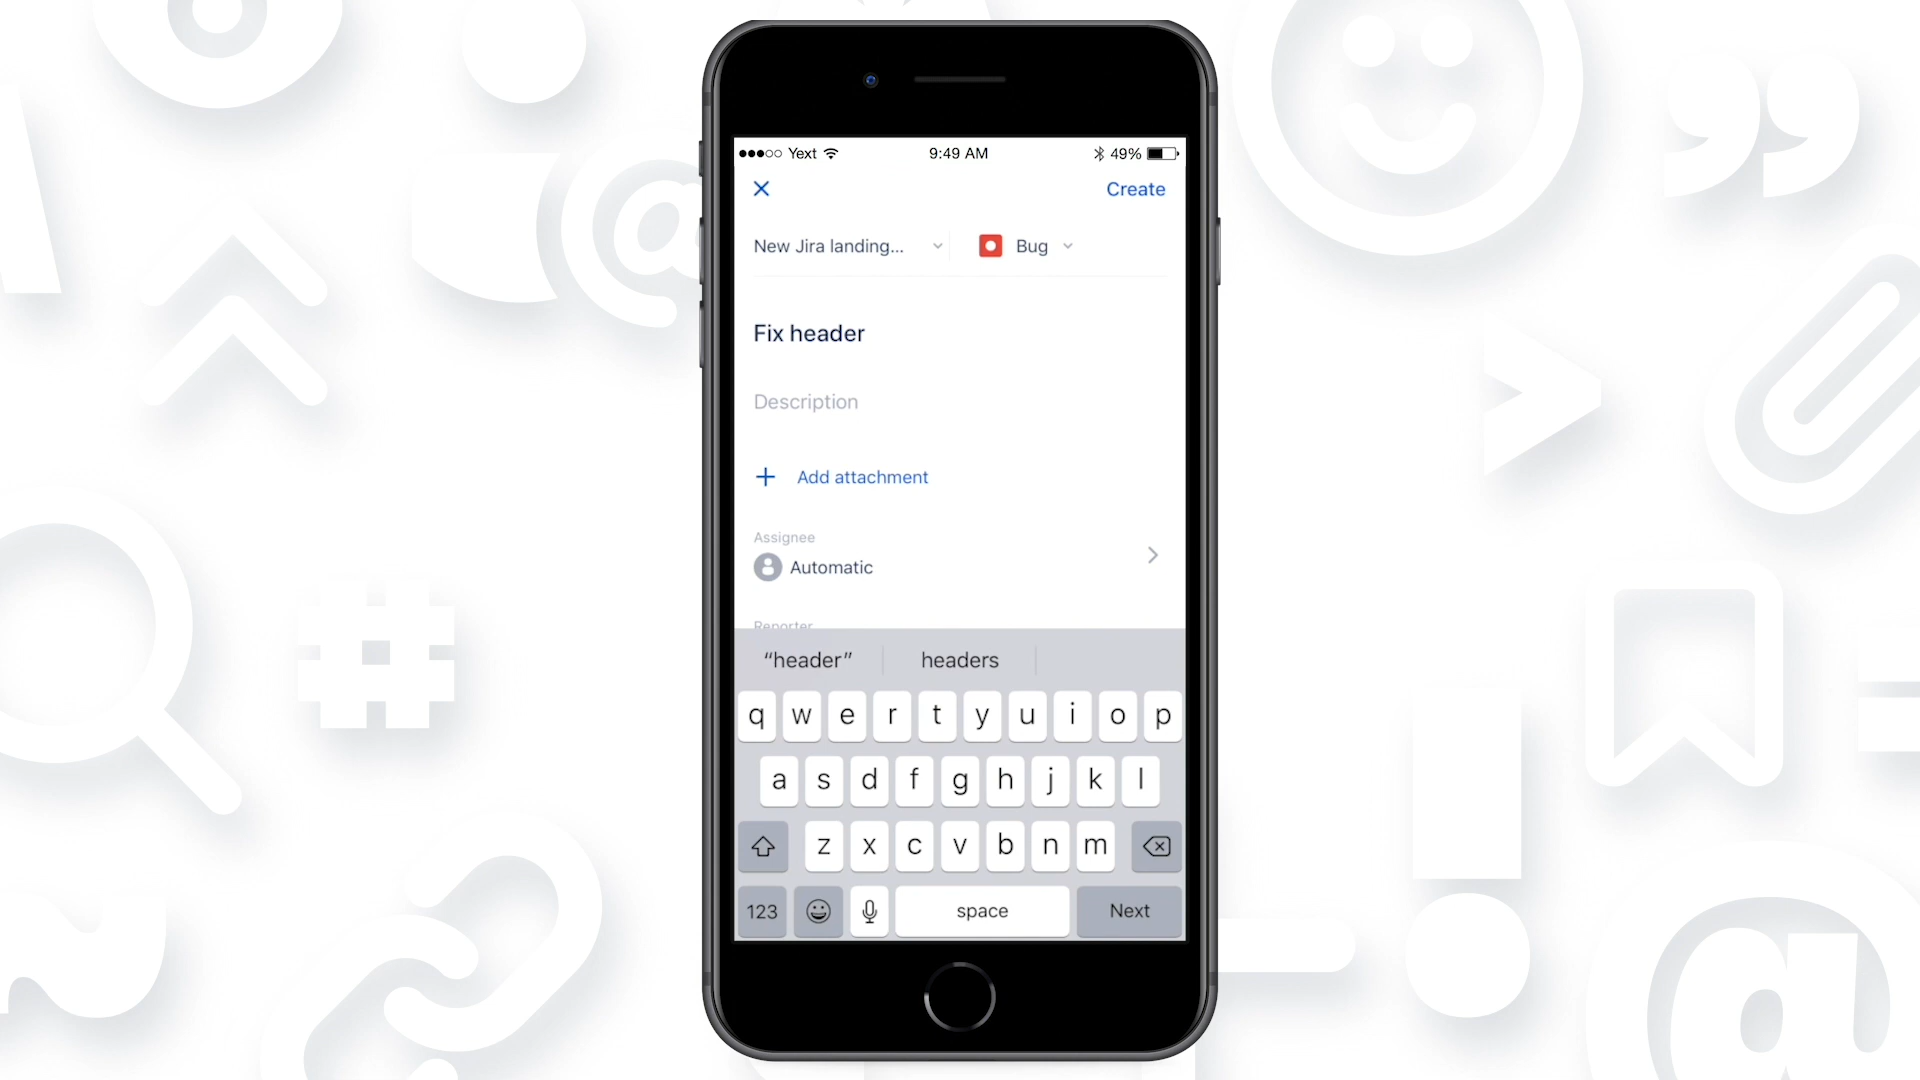 Yext 9:49 AM 49%
Create
New Jira landing... Bug
Fix header
Description
Add attachment
Assignee
Automatic
Reporter
“header” headers
q w e r t y u i o p
a s d f g h j k l
z x c v b n m
123 space Next